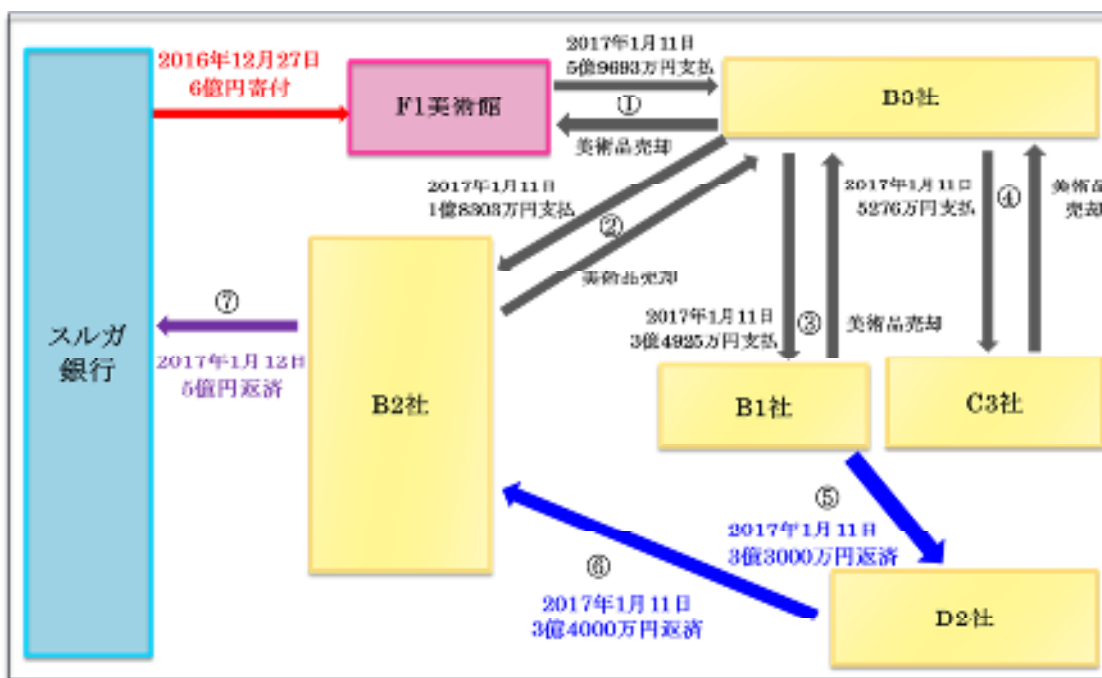 2016年12月27日
6億円寄付
F1美術館
2017年1月11日
5億9693万円支払
①
美術品売却
B3社
2017年1月11日
1億8303万円支払
②
美術品売却
2017年1月11日
3億4925万円支払
③
美術品売却
2017年1月11日
5276万円支払
④
美術品
売却
スルガ
銀行
⑦
2017年1月12日
5億円返済
B2社
B1社
C3社
⑤
2017年1月11日
3億3000万円返済
⑥
2017年1月11日
3億4000万円返済
D2社